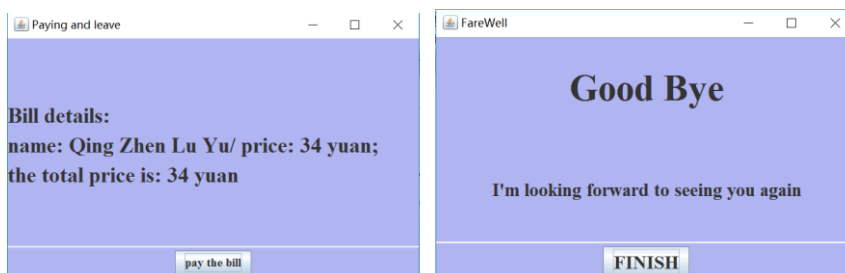 Paying and leave
Bill details:
name: Qing Zhen Lu Yu/ price: 34 yuan;
the total price is: 34 yuan
pay the bill
FareWell
Good Bye
I'm looking forward to seeing you again
FINISH